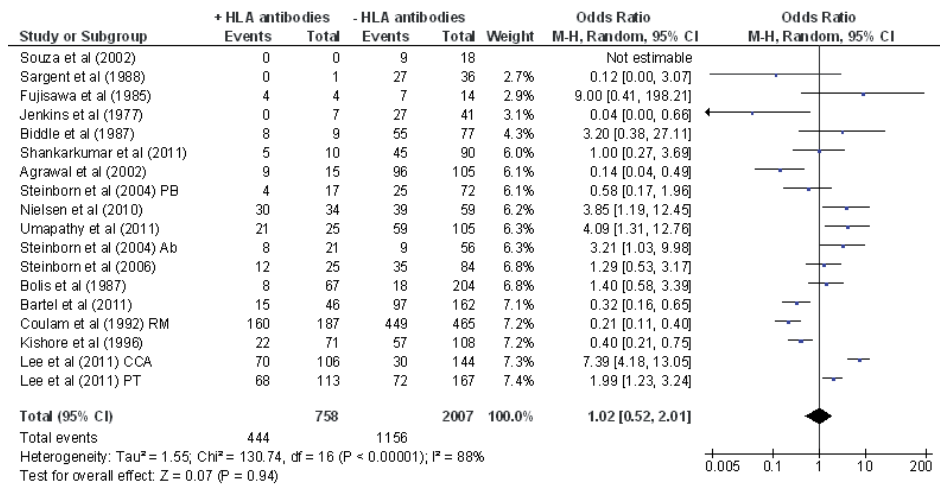 + HLA antibodies - HLA antibodies Odds Ratio Odds Ratio
Study or Subgroup Events Total Events Total Weight M-H, Random, 95% CI M-H, Random, 95% CI
Souza et al (2002) 0 0 9 18 Not estimable
Sargent et al (1988) 0 1 27 36 2.7% 0.12 [0.00, 3.07]
Fujisawa et al (1985) 4 4 7 14 2.9% 9.00 [0.41, 198.21]
Jenkins et al (1977) 0 7 27 41 3.1% 0.04 [0.00, 0.66]
Biddle et al (1987) 8 9 55 77 4.3% 3.20 [0.38, 27.11]
Shankarkumar et al (2011) 5 10 45 90 6.0% 1.00 [0.27, 3.69]
Agrawal et al (2002) 9 15 96 105 6.1% 0.14 [0.04, 0.49]
Steinborn et al (2004) PB 4 17 25 72 6.1% 0.58 [0.17, 1.96]
Nielsen et al (2010) 30 34 39 59 6.2% 3.85 [1.19, 12.45]
Umapathy et al (2011) 21 25 59 105 6.3% 4.09 [1.31, 12.76]
Steinborn et al (2004) Ab 8 21 9 56 6.3% 3.21 [1.03, 9.98]
Steinborn et al (2006) 12 25 35 84 6.7% 1.29 [0.53, 3.17]
Bolis et al (1987) 8 67 18 204 6.8% 1.40 [0.58, 3.39]
Bartel et al (2011) 15 46 97 162 7.1% 0.32 [0.16, 0.65]
Coulam et al (1992) RM 160 187 449 465 7.2% 0.21 [0.11, 0.40]
Kishore et al (1996) 22 71 57 108 7.2% 0.40 [0.21, 0.75]
Lee et al (2011) CCA 70 106 30 144 7.3% 7.39 [4.18, 13.05]
Lee et al (2011) PT 68 113 72 167 7.4% 1.99 [1.23, 3.24]
Total (95% CI) 758 2007 100.0% 1.02 [0.52, 2.01]
Total events 444 1156
Heterogeneity: Tau² = 1.55; Chi² = 130.74, df = 16 (P < 0.00001); I² = 88%
Test for overall effect: Z = 0.07 (P = 0.94)
0.005 0.1 1 10 200